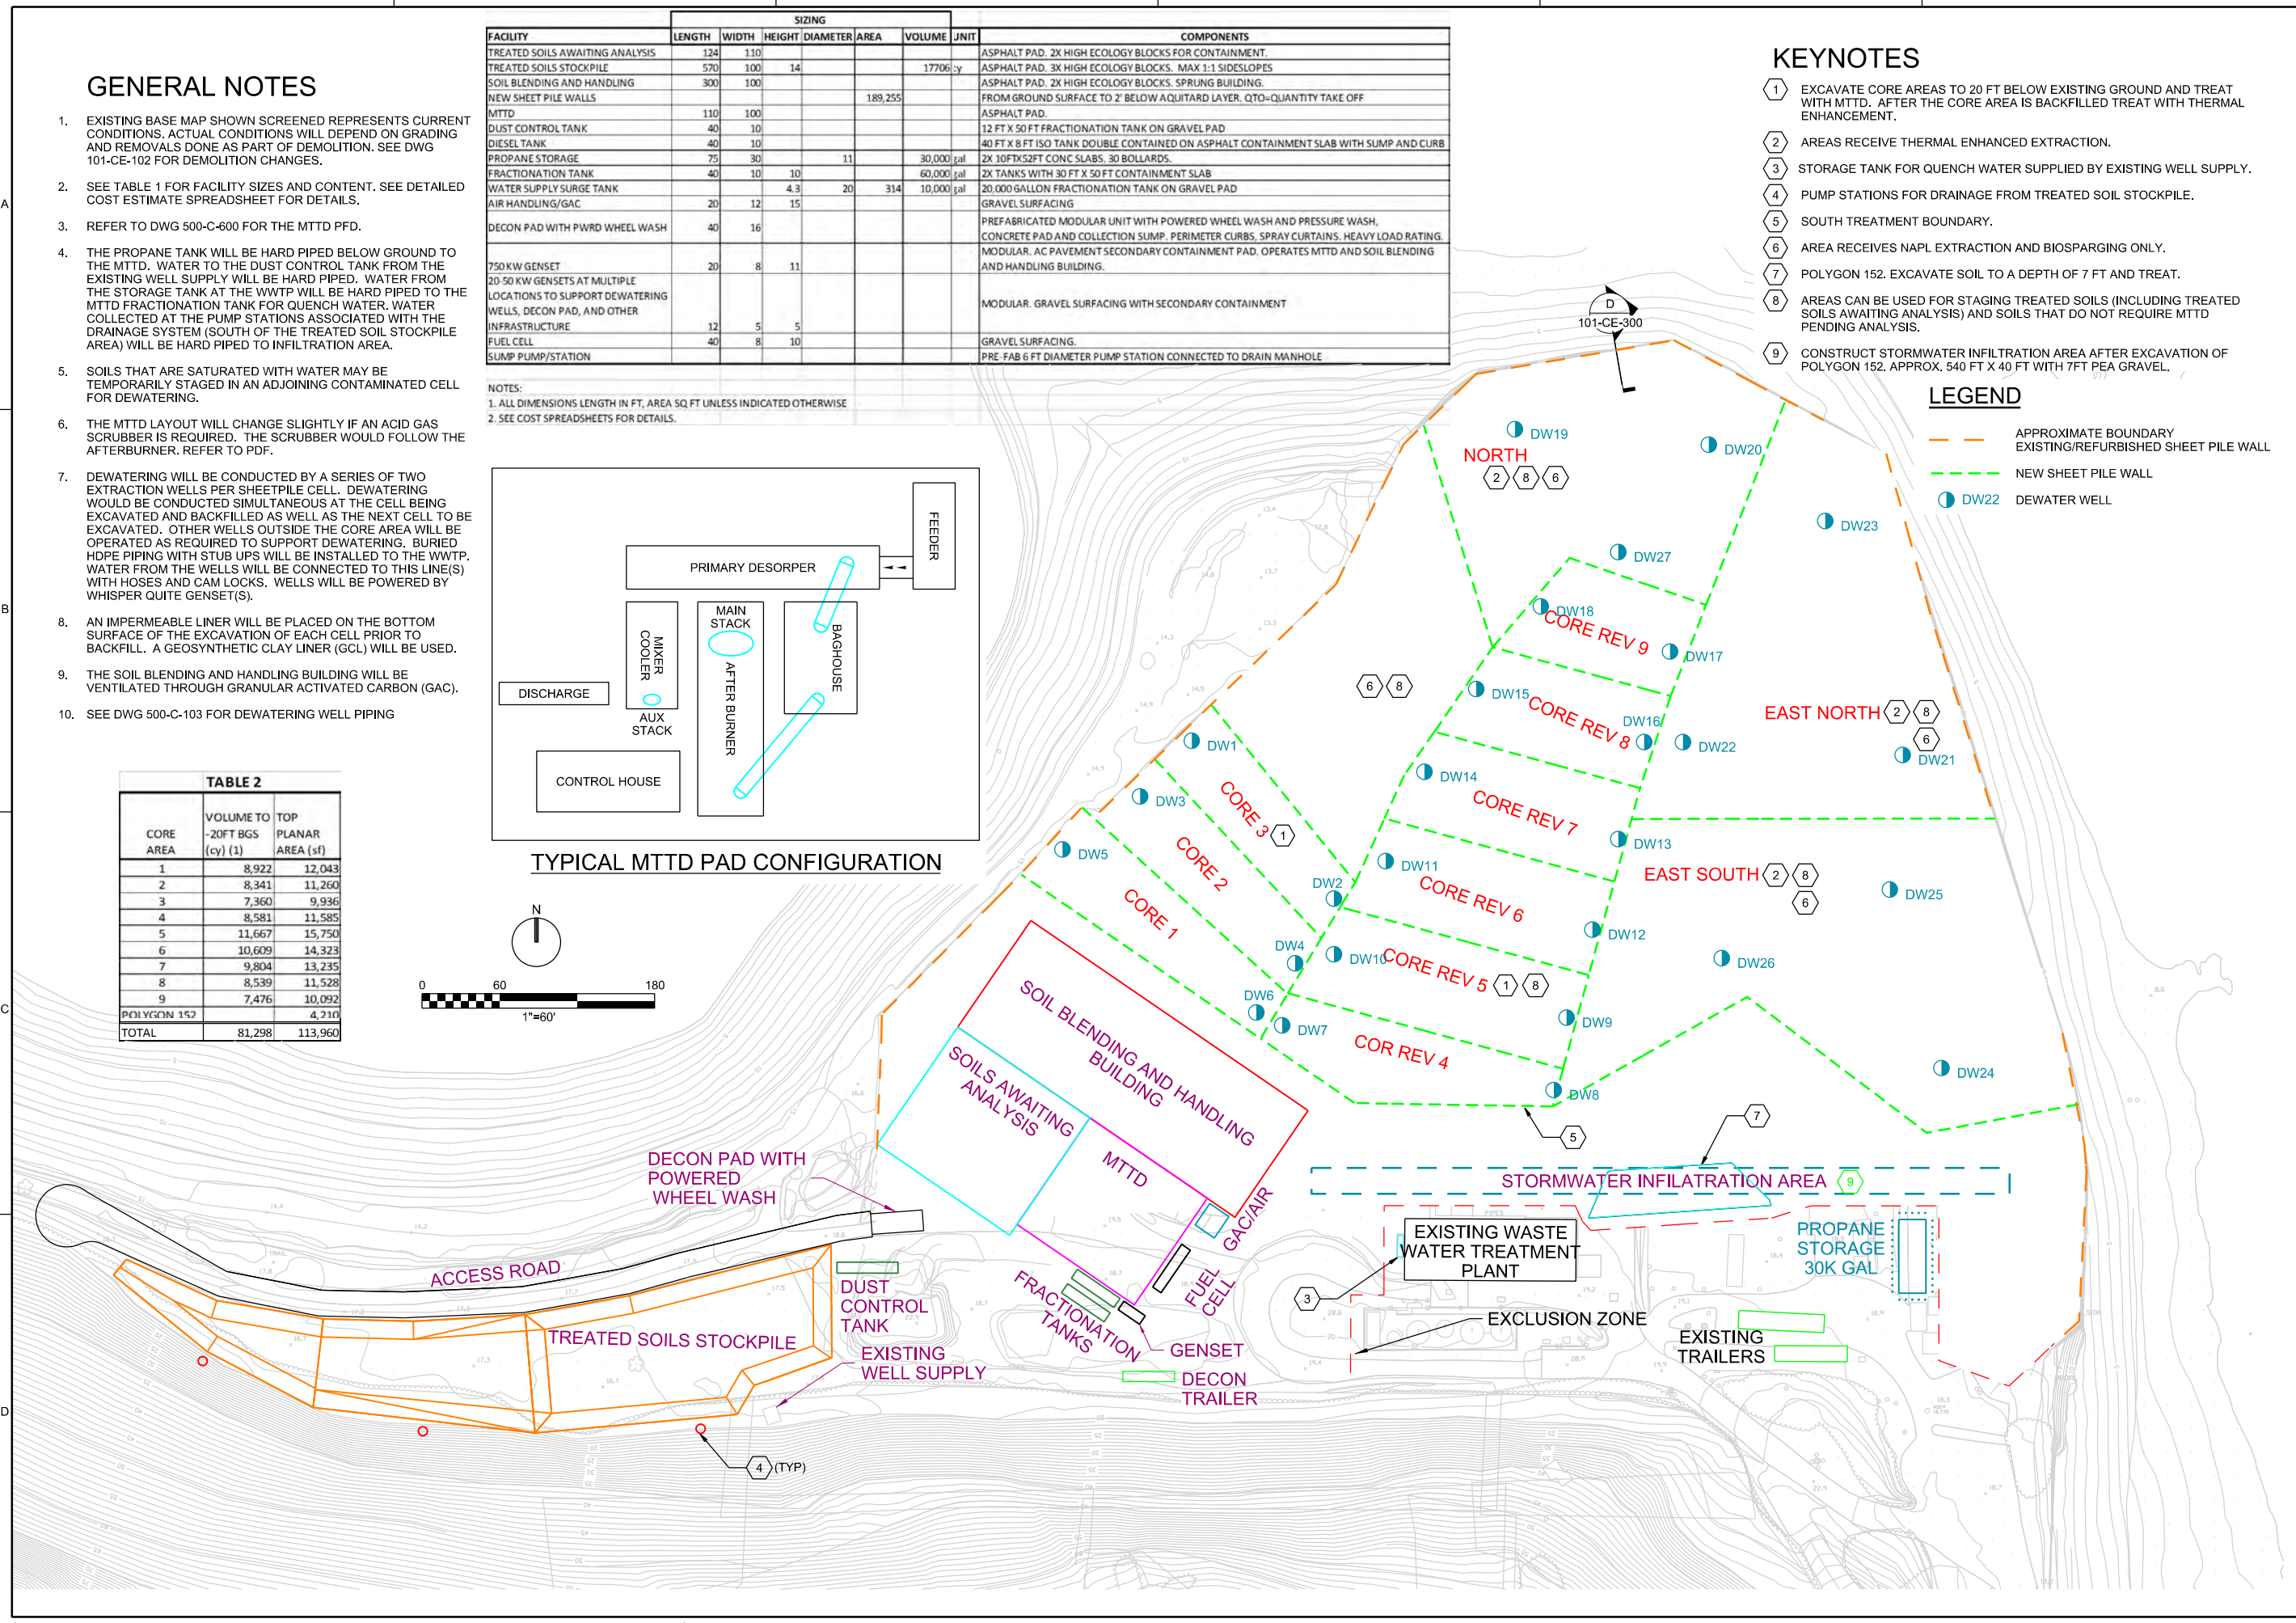 GENERAL NOTES
1. EXISTING BASE MAP SHOWN SCREENED REPRESENTS CURRENT
CONDITIONS. ACTUAL CONDITIONS WILL DEPEND ON GRADING
AND REMOVALS DONE AS PART OF DEMOLITION. SEE DWG
101-CE-102 FOR DEMOLITION CHANGES.
2. SEE TABLE 1 FOR FACILITY SIZES AND CONTENT. SEE DETAILED
COST ESTIMATE SPREADSHEET FOR DETAILS.
3. REFER TO DWG 500-C-600 FOR THE MTTD PFD.
4. THE PROPANE TANK WILL BE HARD PIPED BELOW GROUND TO
THE MTTD. WATER TO THE DUST CONTROL TANK FROM THE
EXISTING WELL SUPPLY WILL BE HARD PIPED. WATER FROM
THE STORAGE TANK AT THE WWTP WILL BE HARD PIPED TO THE
MTTD FRACTIONATION TANK FOR QUENCH WATER. WATER
COLLECTED AT THE PUMP STATIONS ASSOCIATED WITH THE
DRAINAGE SYSTEM (SOUTH OF THE TREATED SOIL STOCKPILE
AREA) WILL BE HARD PIPED TO INFILTRATION AREA.
5. SOILS THAT ARE SATURATED WITH WATER MAY BE
TEMPORARILY STAGED IN AN ADJOINING CONTAMINATED CELL
FOR DEWATERING.
6. THE MTTD LAYOUT WILL CHANGE SLIGHTLY IF AN ACID GAS
SCRUBBER IS REQUIRED. THE SCRUBBER WOULD FOLLOW THE
AFTERBURNER. REFER TO PDF.
7. DEWATERING WILL BE CONDUCTED BY A SERIES OF TWO
EXTRACTION WELLS PER SHEETPILE CELL. DEWATERING
WOULD BE CONDUCTED SIMULTANEOUS AT THE CELL BEING
EXCAVATED AND BACKFILLED AS WELL AS THE NEXT CELL TO BE
EXCAVATED. OTHER WELLS OUTSIDE THE CORE AREA WILL BE
OPERATED AS REQUIRED TO SUPPORT DEWATERING. BURIED
HDPE PIPING WITH STUB UPS WILL BE INSTALLED TO THE WWTP.
WATER FROM THE WELLS WILL BE CONNECTED TO THIS LINE(S)
WITH HOSES AND CAM LOCKS. WELLS WILL BE POWERED BY
WHISPER QUITE GENSET(S).
8. AN IMPERMEABLE LINER WILL BE PLACED ON THE BOTTOM
SURFACE OF THE EXCAVATION OF EACH CELL PRIOR TO
BACKFILL. A GEOSYNTHETIC CLAY LINER (GCL) WILL BE USED.
9. THE SOIL BLENDING AND HANDLING BUILDING WILL BE
VENTILATED THROUGH GRANULAR ACTIVATED CARBON (GAC).
10. SEE DWG 500-C-103 FOR DEWATERING WELL PIPING
SIZING
FACILITY LENGTH WIDTH HEIGHT DIAMETER AREA VOLUME UNIT COMPONENTS
TREATED SOILS AWAITING ANALYSIS 124 110 ASPHALT PAD. 2X HIGH ECOLOGY BLOCKS FOR CONTAINMENT.
TREATED SOILS STOCKPILE 570 100 14 17706 cy ASPHALT PAD. 3X HIGH ECOLOGY BLOCKS. MAX 1:1 SIDESLOPES
SOIL BLENDING AND HANDLING 300 100 ASPHALT PAD. 2X HIGH ECOLOGY BLOCKS. SPRUNG BUILDING.
NEW SHEET PILE WALLS 189,255 FROM GROUND SURFACE TO 2' BELOW AQUITARD LAYER. QTO=QUANTITY TAKE OFF
MTTD 110 100 ASPHALT PAD.
DUST CONTROL TANK 40 10 12 FT X 50 FT FRACTIONATION TANK ON GRAVEL PAD
DIESEL TANK 40 10 40 FT X 8 FT ISO TANK DOUBLE CONTAINED ON ASPHALT CONTAINMENT SLAB WITH SUMP AND CURB
PROPANE STORAGE 75 30 11 30,000 gal 2X 10FTX52FT CONC SLABS. 30 BOLLARDS.
FRACTIONATION TANK 40 10 10 60,000 gal 2X TANKS WITH 30 FT X 50 FT CONTAINMENT SLAB
WATER SUPPLY SURGE TANK 4.3 20 314 10,000 gal 20,000 GALLON FRACTIONATION TANK ON GRAVEL PAD
AIR HANDLING/GAC 20 12 15 GRAVEL SURFACING
DECON PAD WITH PWRD WHEEL WASH 40 16 PREFABRICATED MODULAR UNIT WITH POWERED WHEEL WASH AND PRESSURE WASH,
CONCRETE PAD AND COLLECTION SUMP. PERIMETER CURBS, SPRAY CURTAINS. HEAVY LOAD RATING.
750 KW GENSET 20 8 11 MODULAR. AC PAVEMENT SECONDARY CONTAINMENT PAD. OPERATES MTTD AND SOIL BLENDING
AND HANDLING BUILDING.
20-50 KW GENSETS AT MULTIPLE
LOCATIONS TO SUPPORT DEWATERING
WELLS, DECON PAD, AND OTHER
INFRASTRUCTURE 12 5 5 MODULAR. GRAVEL SURFACING WITH SECONDARY CONTAINMENT
FUEL CELL 40 8 10 GRAVEL SURFACING.
SUMP PUMP/STATION PRE-FAB 6 FT DIAMETER PUMP STATION CONNECTED TO DRAIN MANHOLE
NOTES:
1. ALL DIMENSIONS LENGTH IN FT, AREA SQ FT UNLESS INDICATED OTHERWISE
2. SEE COST SPREADSHEETS FOR DETAILS.
KEYNOTES
1 EXCAVATE CORE AREAS TO 20 FT BELOW EXISTING GROUND AND TREAT
WITH MTTD. AFTER THE CORE AREA IS BACKFILLED TREAT WITH THERMAL
ENHANCEMENT.
2 AREAS RECEIVE THERMAL ENHANCED EXTRACTION.
3 STORAGE TANK FOR QUENCH WATER SUPPLIED BY EXISTING WELL SUPPLY.
4 PUMP STATIONS FOR DRAINAGE FROM TREATED SOIL STOCKPILE.
5 SOUTH TREATMENT BOUNDARY.
6 AREA RECEIVES NAPL EXTRACTION AND BIOSPARGING ONLY.
7 POLYGON 152. EXCAVATE SOIL TO A DEPTH OF 7 FT AND TREAT.
8 AREAS CAN BE USED FOR STAGING TREATED SOILS (INCLUDING TREATED
SOILS AWAITING ANALYSIS) AND SOILS THAT DO NOT REQUIRE MTTD
PENDING ANALYSIS.
9 CONSTRUCT STORMWATER INFILTRATION AREA AFTER EXCAVATION OF
POLYGON 152. APPROX. 540 FT X 40 FT WITH 7FT PEA GRAVEL.
LEGEND
APPROXIMATE BOUNDARY
EXISTING/REFURBISHED SHEET PILE WALL
NEW SHEET PILE WALL
DW22 DEWATER WELL
TABLE 2
CORE AREA VOLUME TO -20FT BGS (cy) (1) TOP PLANAR AREA (sf)
1 8,922 12,043
2 8,341 11,260
3 7,360 9,936
4 8,581 11,585
5 11,667 15,750
6 10,609 14,323
7 9,804 13,235
8 8,539 11,528
9 7,476 10,092
POLYGON 152 4,210
TOTAL 81,298 113,960
FEEDER
PRIMARY DESORPER
MIXER
COOLER
MAIN
STACK
AFTER BURNER
BAGHOUSE
DISCHARGE
AUX
STACK
CONTROL HOUSE
TYPICAL MTTD PAD CONFIGURATION
N
0 60 180
1"=60'
D
101-CE-300
DW19
NORTH
2 8 6
DW20
DW23
DW27
DW18
CORE REV 9
DW17
6 8
DW15
CORE REV 8
DW16
DW22
EAST NORTH 2 8
6
DW21
DW1
DW14
DW3
CORE 3 1
CORE REV 7
DW13
DW5
CORE 2
DW11
CORE REV 6
EAST SOUTH 2 8
6
DW25
DW2
CORE 1
DW12
DW4
DW10
CORE REV 5 1 8
DW26
DW6
DW7
DW9
COR REV 4
DW24
DW8
5
7
SOIL BLENDING AND HANDLING
BUILDING
SOILS AWAITING
ANALYSIS
MTTD
DECON PAD WITH
POWERED
WHEEL WASH
STORMWATER INFILATRATION AREA 9
GAC/AIR
EXISTING WASTE
WATER TREATMENT
PLANT
PROPANE
STORAGE
30K GAL
ACCESS ROAD
DUST
CONTROL
TANK
FUEL
CELL
FRACTIONATION
TANKS
3
EXCLUSION ZONE
TREATED SOILS STOCKPILE
EXISTING
WELL SUPPLY
GENSET
DECON
TRAILER
EXISTING
TRAILERS
4 (TYP)
A
B
C
D